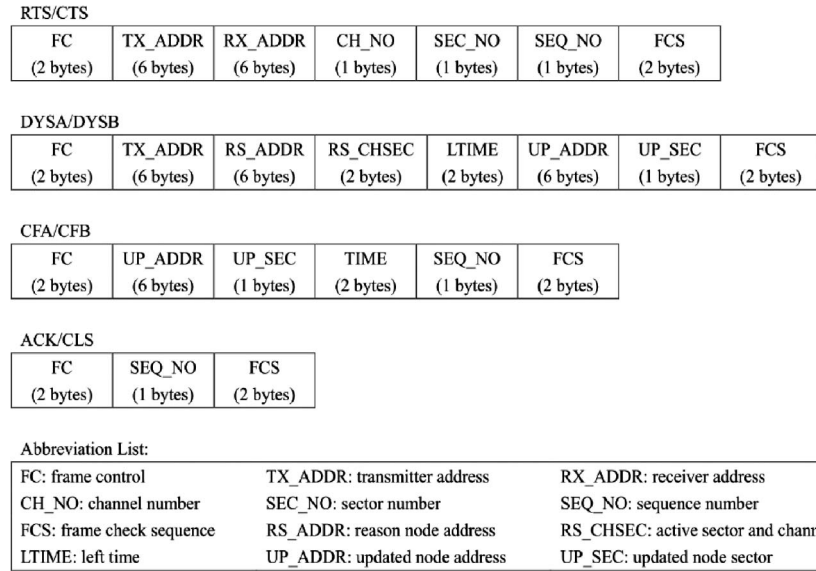 RTS/CTS
FC TX_ADDR RX_ADDR CH_NO SEC_NO SEQ_NO FCS
(2 bytes) (6 bytes) (6 bytes) (1 bytes) (1 bytes) (1 bytes) (2 bytes)
DYSA/DYSB
FC TX_ADDR RS_ADDR RS_CHSEC LTIME UP_ADDR UP_SEC FCS
(2 bytes) (6 bytes) (6 bytes) (2 bytes) (2 bytes) (6 bytes) (1 bytes) (2 bytes)
CFA/CFB
FC UP_ADDR UP_SEC TIME SEQ_NO FCS
(2 bytes) (6 bytes) (1 bytes) (2 bytes) (1 bytes) (2 bytes)
ACK/CLS
FC SEQ_NO FCS
(2 bytes) (1 bytes) (2 bytes)
Abbreviation List:
FC: frame control TX_ADDR: transmitter address RX_ADDR: receiver address
CH_NO: channel number SEC_NO: sector number SEQ_NO: sequence number
FCS: frame check sequence RS_ADDR: reason node address RS_CHSEC: active sector and chann
LTIME: left time UP_ADDR: updated node address UP_SEC: updated node sector